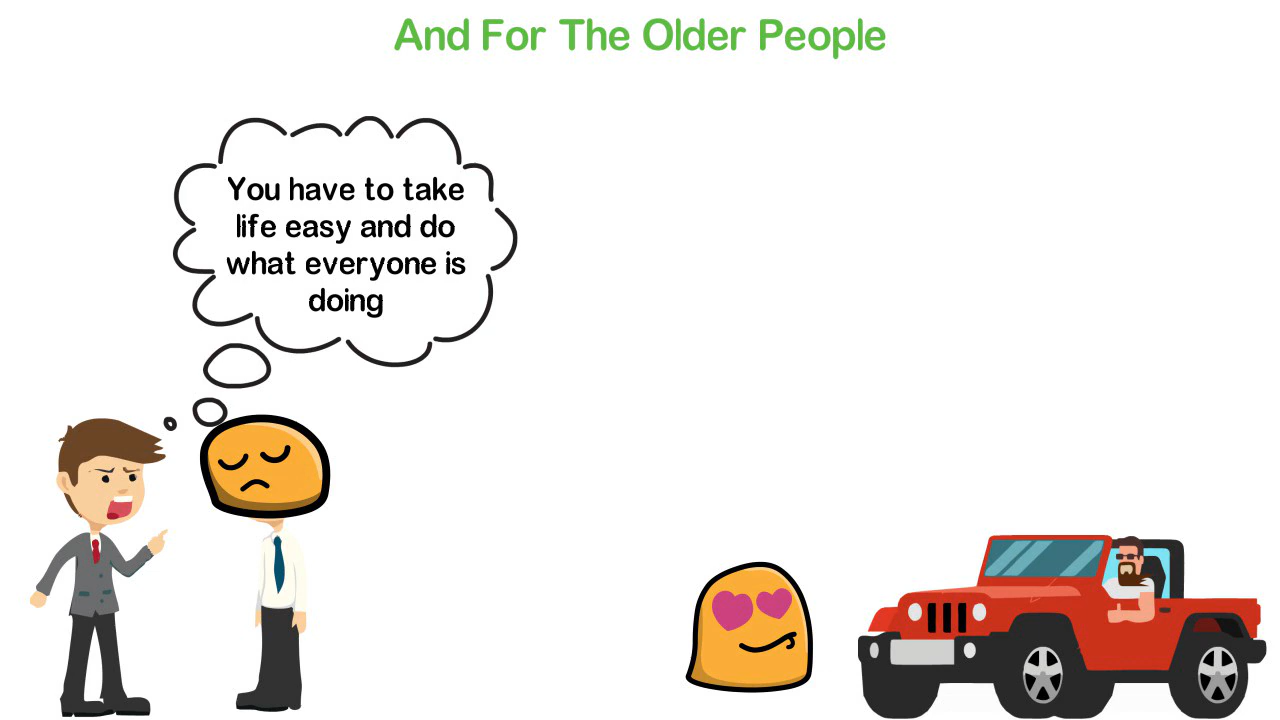 And For The Older People
You have to take
life easy and do
what everyone is
doing